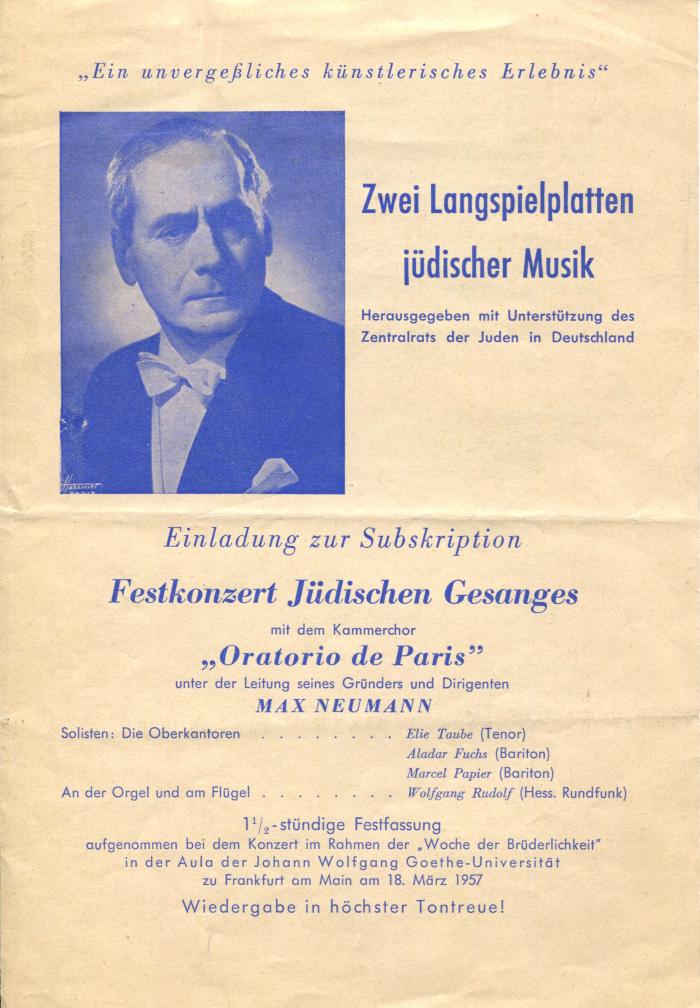 „Ein unvergeßliches künstlerisches Erlebnis“
Zwei Langspielplatten
jüdischer Musik
Herausgegeben mit Unterstützung des
Zentralrats der Juden in Deutschland
Einladung zur Subskription
Festkonzert Jüdischen Gesanges
mit dem Kammerchor
„Oratorio de Paris”
unter der Leitung seines Gründers und Dirigenten
MAX NEUMANN
Solisten: Die Oberkantoren . . . . . . . . Elie Taube (Tenor)
Aladar Fuchs (Bariton)
Marcel Papier (Bariton)
An der Orgel und am Flügel . . . . . . . . Wolfgang Rudolf (Hess. Rundfunk)
1½-stündige Festfassung
aufgenommen bei dem Konzert im Rahmen der „Woche der Brüderlichkeit“
in der Aula der Johann Wolfgang Goethe-Universität
zu Frankfurt am Main am 18. März 1957
Wiedergabe in höchster Tontreue!